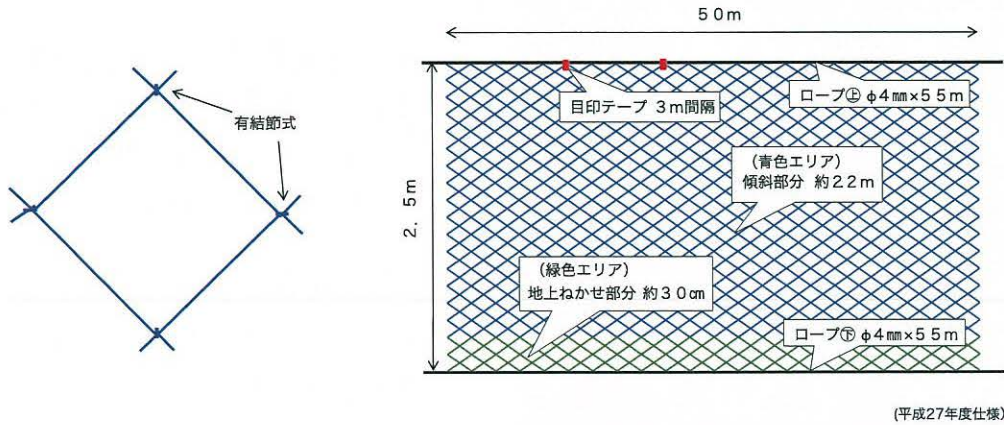 50m
有結節式
2.5m
目印テープ 3m間隔
ロープ㊤ φ4㎜×55m
(青色エリア)
傾斜部分 約22m
(緑色エリア)
地上ねかせ部分 約30㎝
ロープ㊦ φ4㎜×55m
(平成27年度仕様)